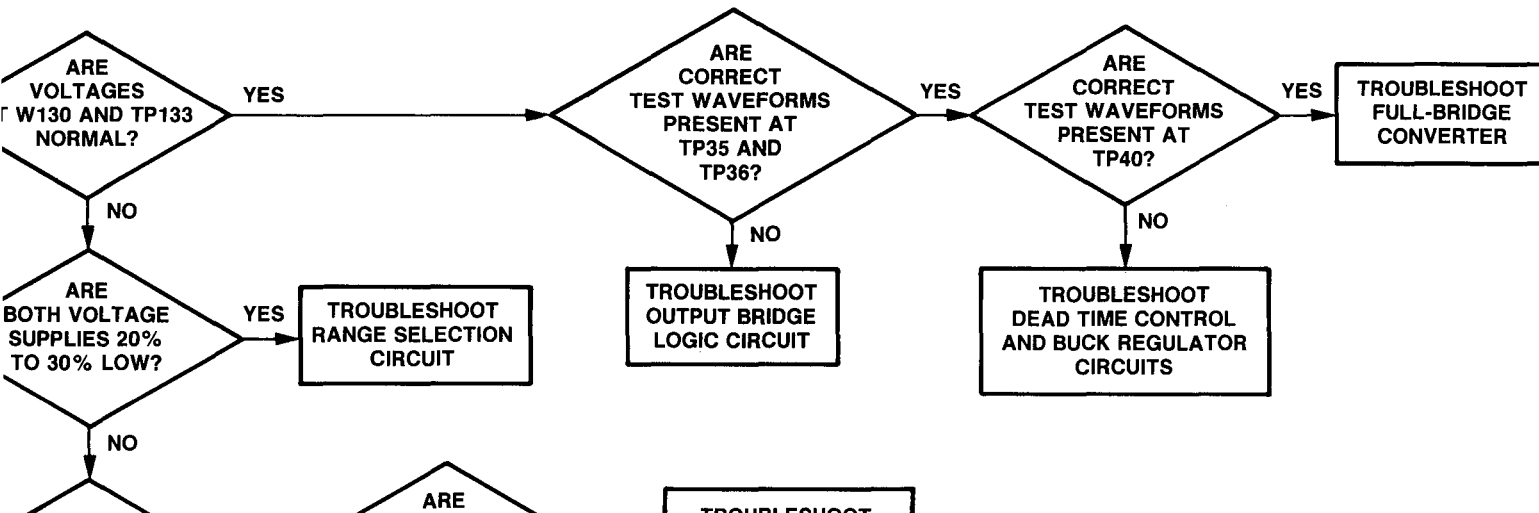 ARE
VOLTAGES
W130 AND TP133
NORMAL?
YES
NO
ARE
CORRECT
TEST WAVEFORMS
PRESENT AT
TP35 AND
TP36?
YES
NO
ARE
CORRECT
TEST WAVEFORMS
PRESENT AT
TP40?
YES
NO
TROUBLESHOOT
FULL-BRIDGE
CONVERTER
ARE
BOTH VOLTAGE
SUPPLIES 20%
TO 30% LOW?
YES
NO
TROUBLESHOOT
RANGE SELECTION
CIRCUIT
TROUBLESHOOT
OUTPUT BRIDGE
LOGIC CIRCUIT
TROUBLESHOOT
DEAD TIME CONTROL
AND BUCK REGULATOR
CIRCUITS
ARE
TROUBLESHOOT